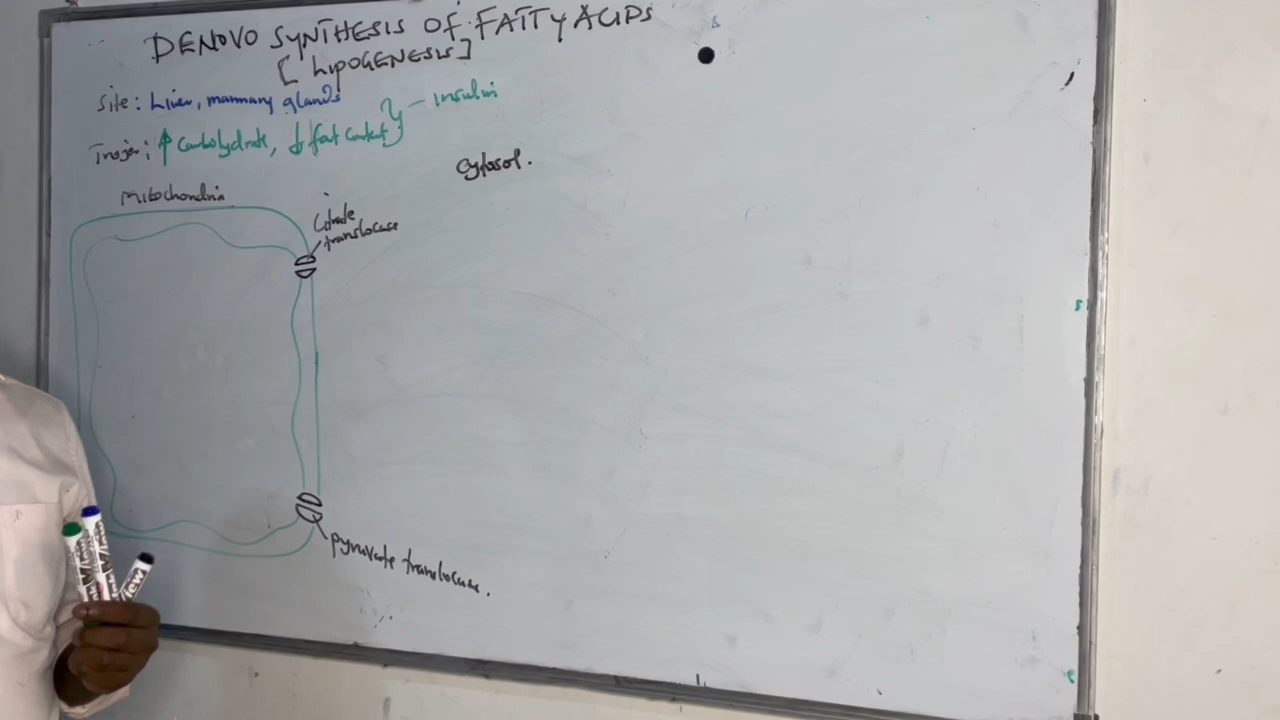 DENOVO SYNTHESIS OF FATTY ACIDS
[ LIPOGENESIS ]
Site: Liver, mammary glands
↑ Carbohydrate, ↓ fat content } - Insulin
Cytosol.
Mitochondria
Citrate
translocase
pyruvate translocase.